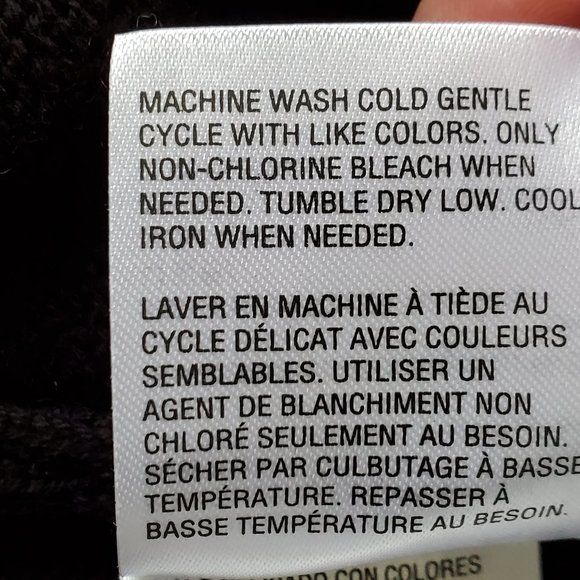 MACHINE WASH COLD GENTLE
CYCLE WITH LIKE COLORS. ONLY
NON-CHLORINE BLEACH WHEN
NEEDED. TUMBLE DRY LOW. COOL
IRON WHEN NEEDED.
LAVER EN MACHINE À TIÈDE AU
CYCLE DÉLICAT AVEC COULEURS
SEMBLABLES. UTILISER UN
AGENT DE BLANCHIMENT NON
CHLORÉ SEULEMENT AU BESOIN.
SÉCHER PAR CULBUTAGE À BASSE
TEMPÉRATURE. REPASSER À
BASSE TEMPÉRATURE AU BESOIN.
CON COLORES